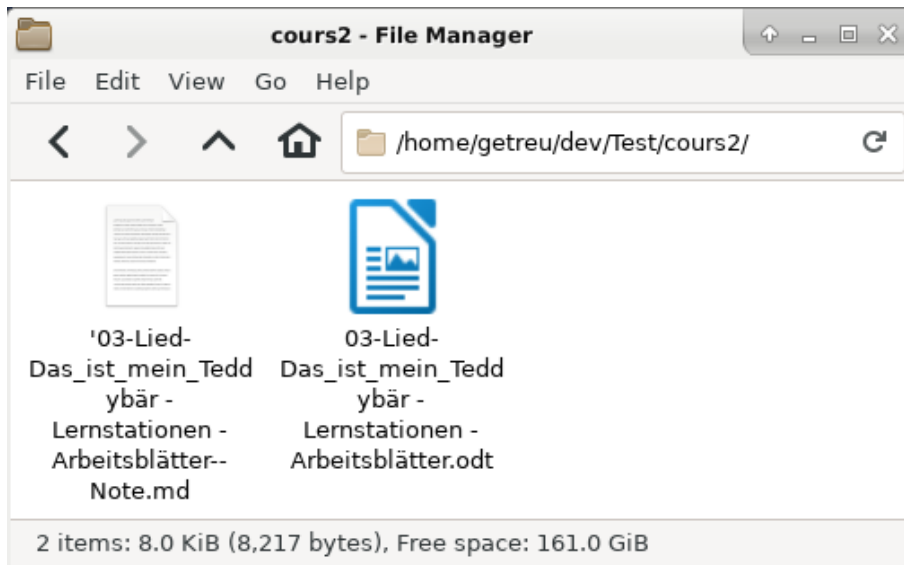 cours2 - File Manager
File Edit View Go Help
/home/getreu/dev/Test/cours2/
'03-Lied-
Das_ist_mein_Tedd
ybär -
Lernstationen -
Arbeitsblätter--
Note.md
03-Lied-
Das_ist_mein_Tedd
ybär -
Lernstationen -
Arbeitsblätter.odt
2 items: 8.0 KiB (8,217 bytes), Free space: 161.0 GiB